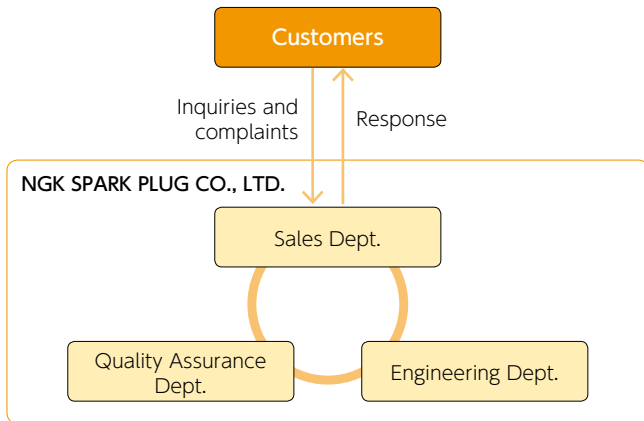 Customers
Inquiries and
complaints
Response
NGK SPARK PLUG CO., LTD.
Sales Dept.
Quality Assurance
Dept.
Engineering Dept.